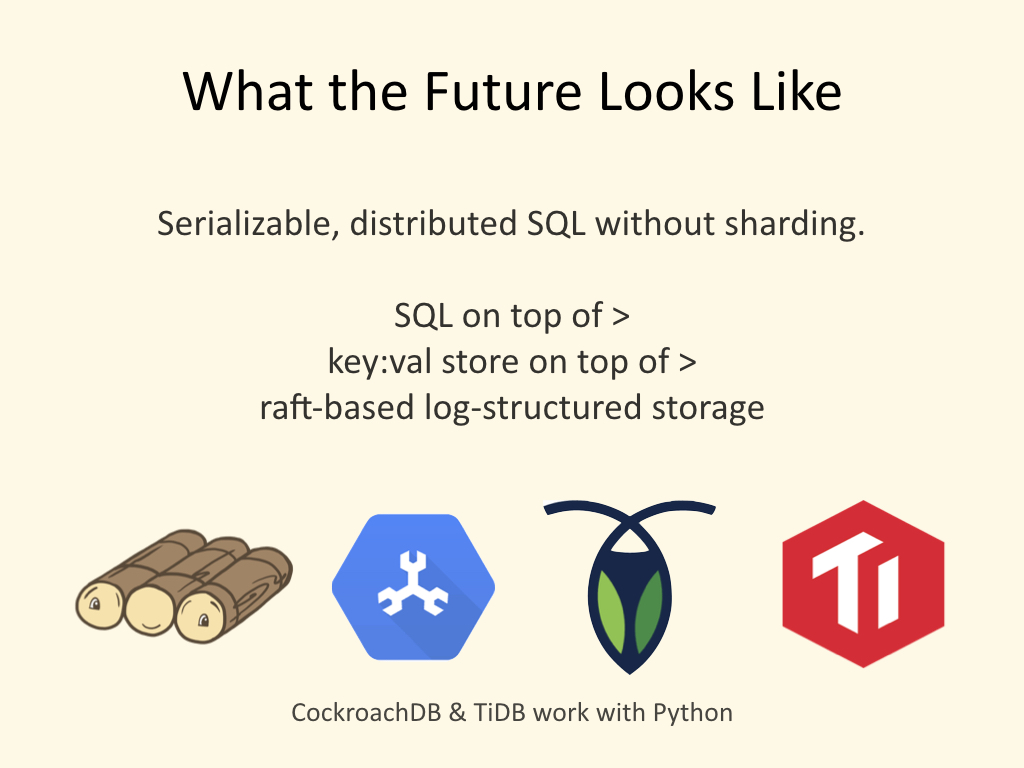 What the Future Looks Like
Serializable, distributed SQL without sharding.
SQL on top of >
key:val store on top of >
raft-based log-structured storage
Ti
CockroachDB & TiDB work with Python